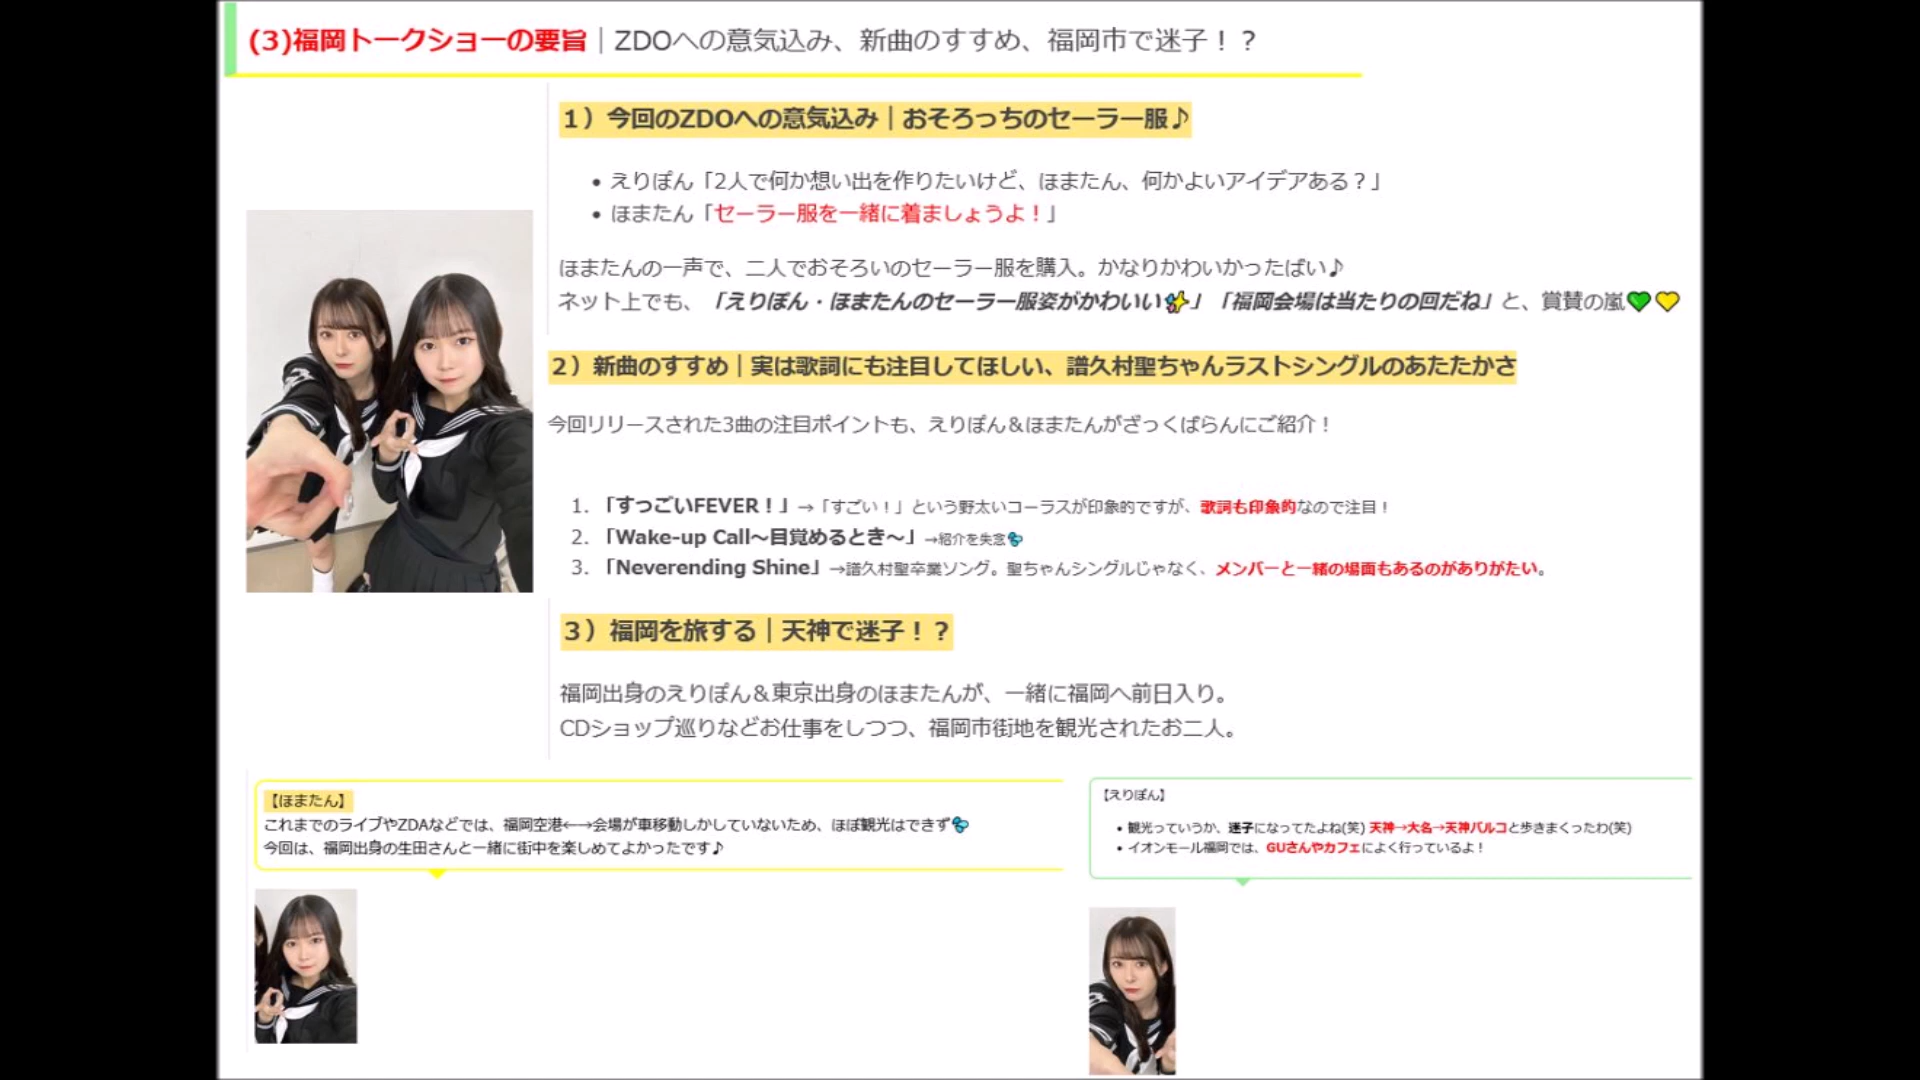 (3)福岡トークショーの要旨｜ZDOへの意気込み、新曲のすすめ、福岡市で迷子！？
1）今回のZDOへの意気込み｜おそろっちのセーラー服♪
• えりぽん「2人で何か想い出を作りたいけど、ほまたん、何かよいアイデアある？」
• ほまたん「セーラー服を一緒に着ましょうよ！」
ほまたんの一声で、二人でおそろいのセーラー服を購入。かなりかわいかったばい♪
ネット上でも、「えりぽん・ほまたんのセーラー服姿がかわいい✨」「福岡会場は当たりの回だね」と、賞賛の嵐💚💛
2）新曲のすすめ｜実は歌詞にも注目してほしい、譜久村聖ちゃんラストシングルのあたたかさ
今回リリースされた3曲の注目ポイントも、えりぽん＆ほまたんがざっくばらんにご紹介！
1. 「すっごいFEVER！」→「すごい！」という野太いコーラスが印象的ですが、歌詞も印象的なので注目！
2. 「Wake-up Call～目覚めるとき～」→紹介を失念💦
3. 「Neverending Shine」→譜久村聖卒業ソング。聖ちゃんシングルじゃなく、メンバーと一緒の場面もあるのがありがたい。
3）福岡を旅する｜天神で迷子！？
福岡出身のえりぽん＆東京出身のほまたんが、一緒に福岡へ前日入り。
CDショップ巡りなどお仕事をしつつ、福岡市街地を観光されたお二人。
【ほまたん】
これまでのライブやZDAなどでは、福岡空港←→会場が車移動しかしていないため、ほぼ観光はできず💦
今回は、福岡出身の生田さんと一緒に街中を楽しめてよかったです♪
【えりぽん】
• 観光っていうか、迷子になってたよね(笑) 天神→大名→天神パルコと歩きまくったわ(笑)
• イオンモール福岡では、GUさんやカフェによく行っているよ！